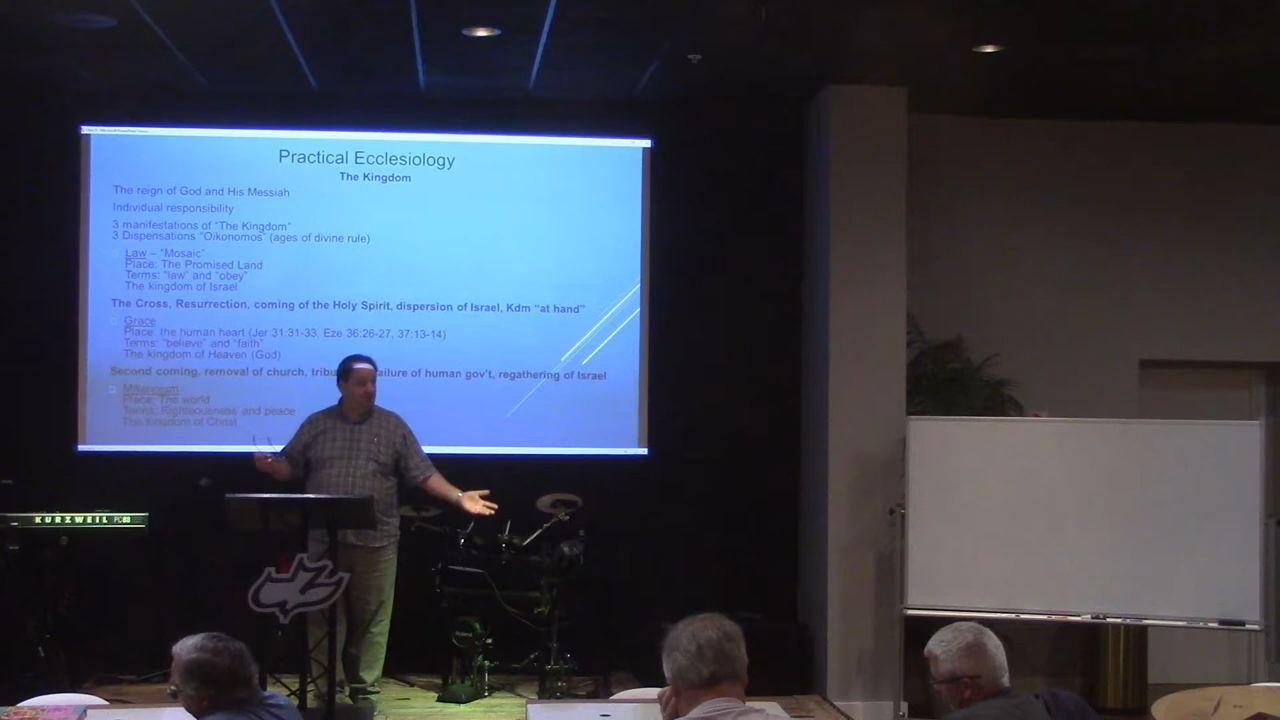 Practical Ecclesiology
The Kingdom
The reign of God and His Messiah
Individual responsibility
3 manifestations of "The Kingdom"
3 Dispensations "Oikonomos" (ages of divine rule)
Law – "Mosaic"
Place: The Promised Land
Terms: "law" and "obey"
The kingdom of Israel
The Cross, Resurrection, coming of the Holy Spirit, dispersion of Israel, Kdm "at hand"
Grace
Place: the human heart (Jer 31:31-33, Eze 36:26-27, 37:13-14)
Terms: "believe" and "faith"
The kingdom of Heaven (God)
Second coming, removal of church, failure of human gov't, regathering of Israel
Millennium
Place: The world
Terms: Righteousness and peace
The kingdom of Christ
KURZWEIL PC88
Roland